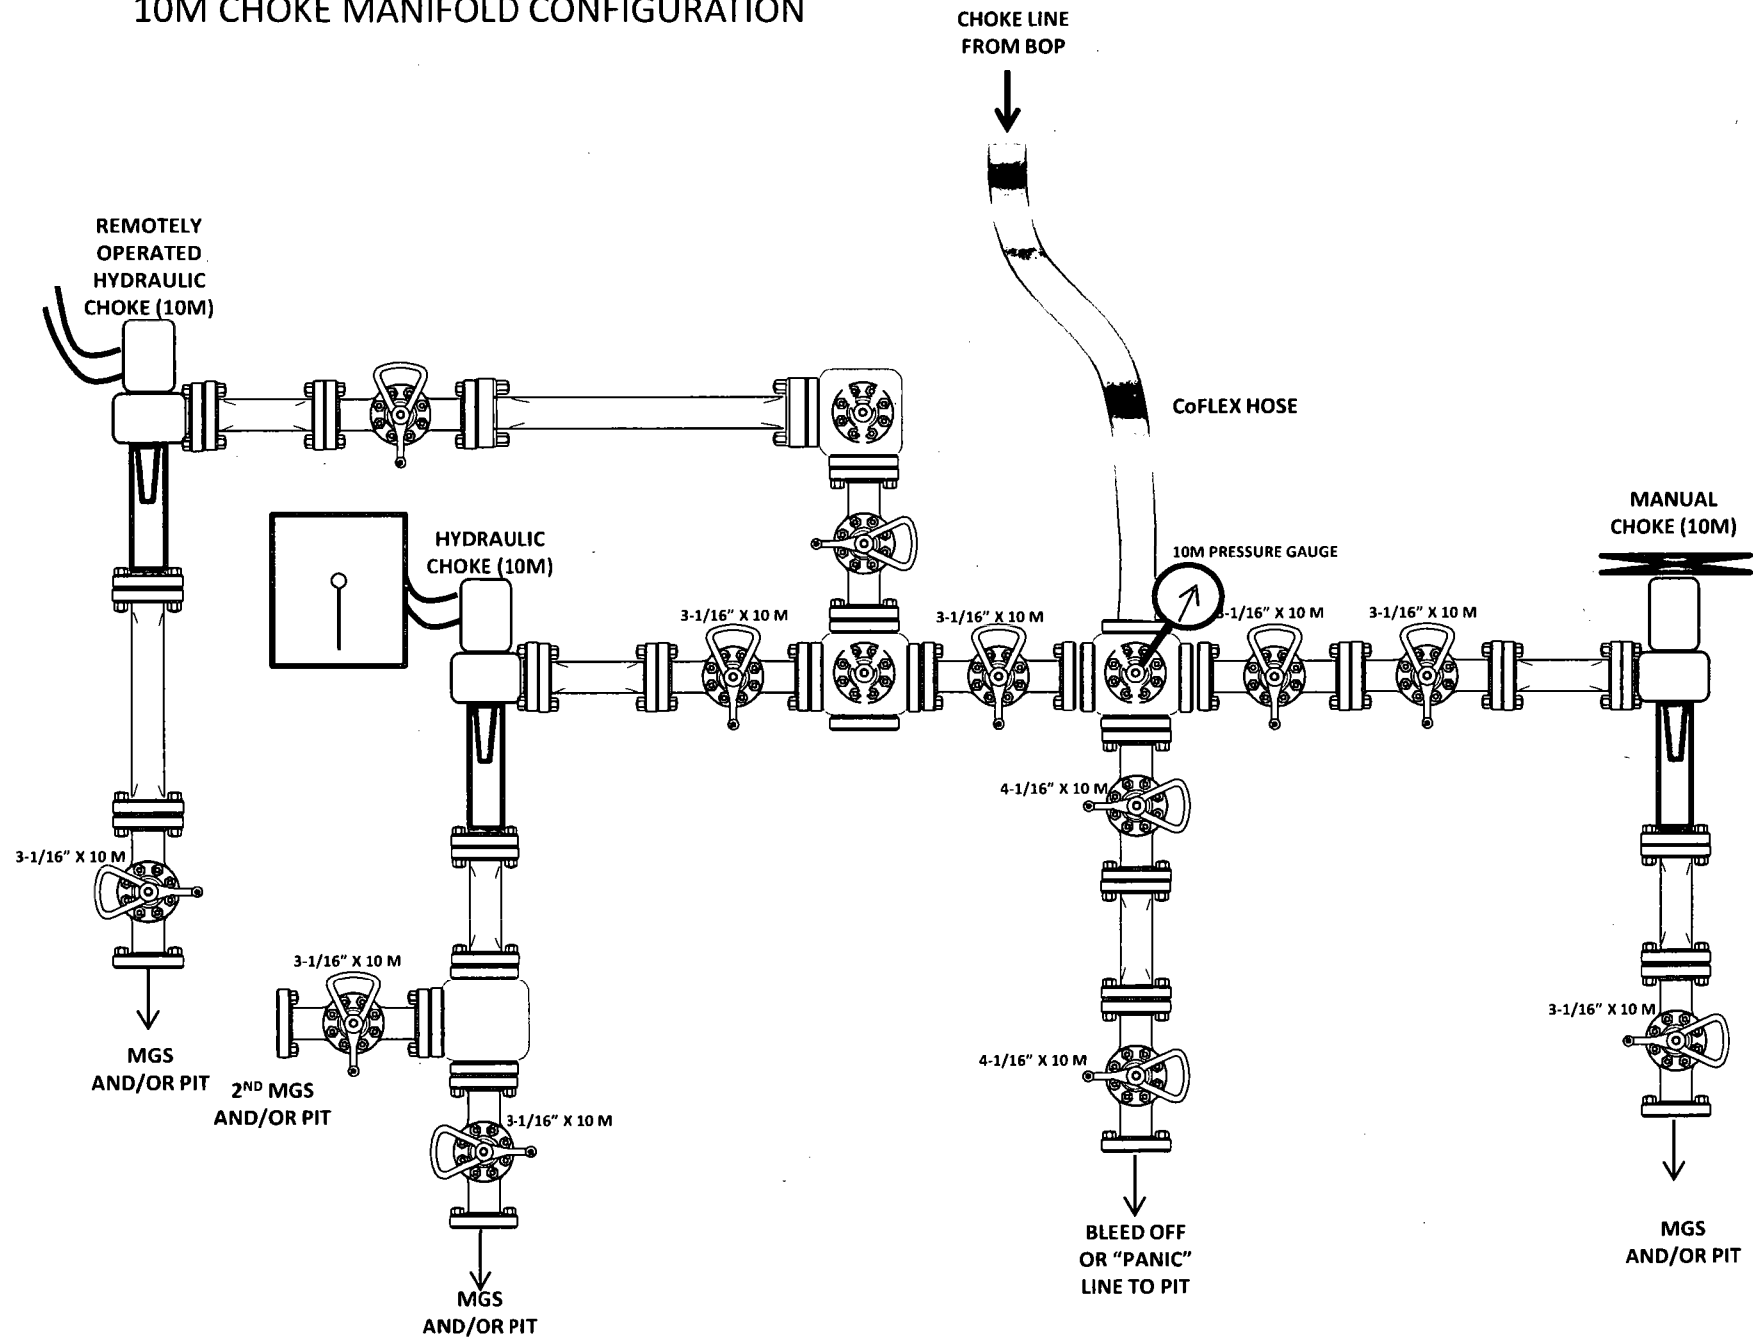 10M CHOKE MANIFOLD CONFIGURATION
CHOKE LINE
FROM BOP
REMOTELY
OPERATED
HYDRAULIC
CHOKE (10M)
CoFLEX HOSE
MANUAL
CHOKE (10M)
HYDRAULIC
CHOKE (10M)
10M PRESSURE GAUGE
3-1/16” X 10 M
3-1/16” X 10 M
3-1/16” X 10 M
3-1/16” X 10 M
4-1/16” X 10 M
3-1/16” X 10 M
3-1/16” X 10 M
3-1/16” X 10 M
4-1/16” X 10 M
MGS
AND/OR PIT
2ND MGS
AND/OR PIT
3-1/16” X 10 M
BLEED OFF
OR “PANIC”
LINE TO PIT
MGS
AND/OR PIT
MGS
AND/OR PIT